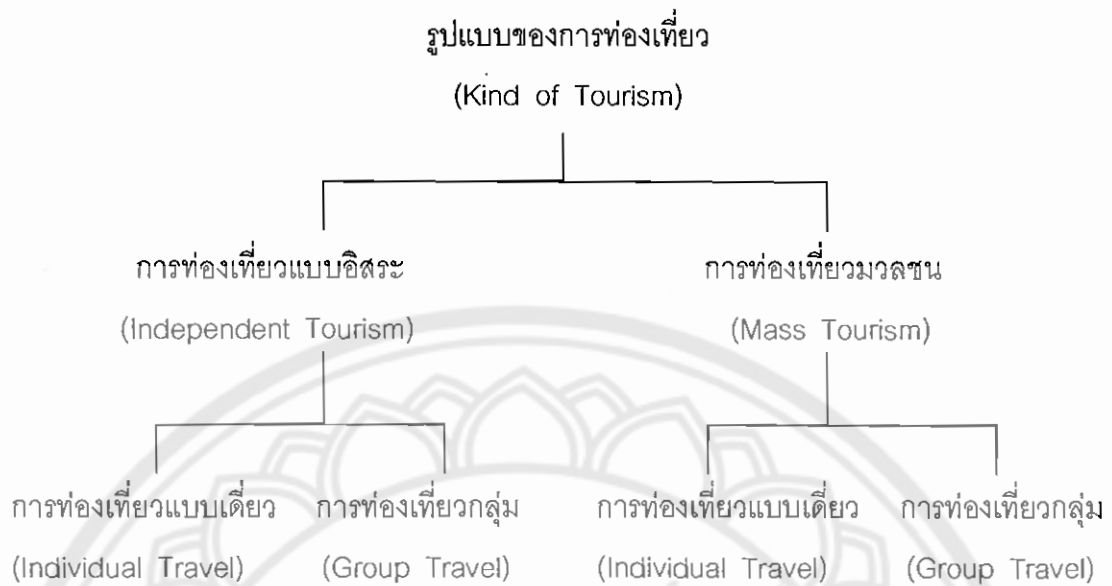 รูปแบบของการท่องเที่ยว
(Kind of Tourism)
การท่องเที่ยวแบบอิสระ การท่องเที่ยวมวลชน
(Independent Tourism) (Mass Tourism)
การท่องเที่ยวแบบเดี่ยว การท่องเที่ยวกลุ่ม การท่องเที่ยวแบบเดี่ยว การท่องเที่ยวกลุ่ม
(Individual Travel) (Group Travel) (Individual Travel) (Group Travel)